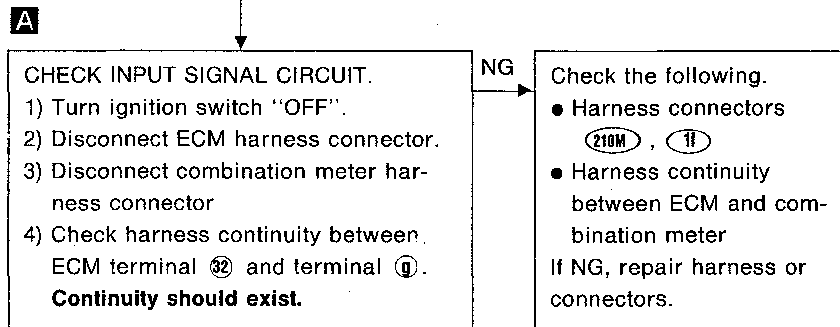 A
CHECK INPUT SIGNAL CIRCUIT.
1) Turn ignition switch "OFF".
2) Disconnect ECM harness connector.
3) Disconnect combination meter har-
ness connector
4) Check harness continuity between
ECM terminal 32 and terminal g.
Continuity should exist.
NG
Check the following.
● Harness connectors
210M , 1I
● Harness continuity
between ECM and com-
bination meter
If NG, repair harness or
connectors.